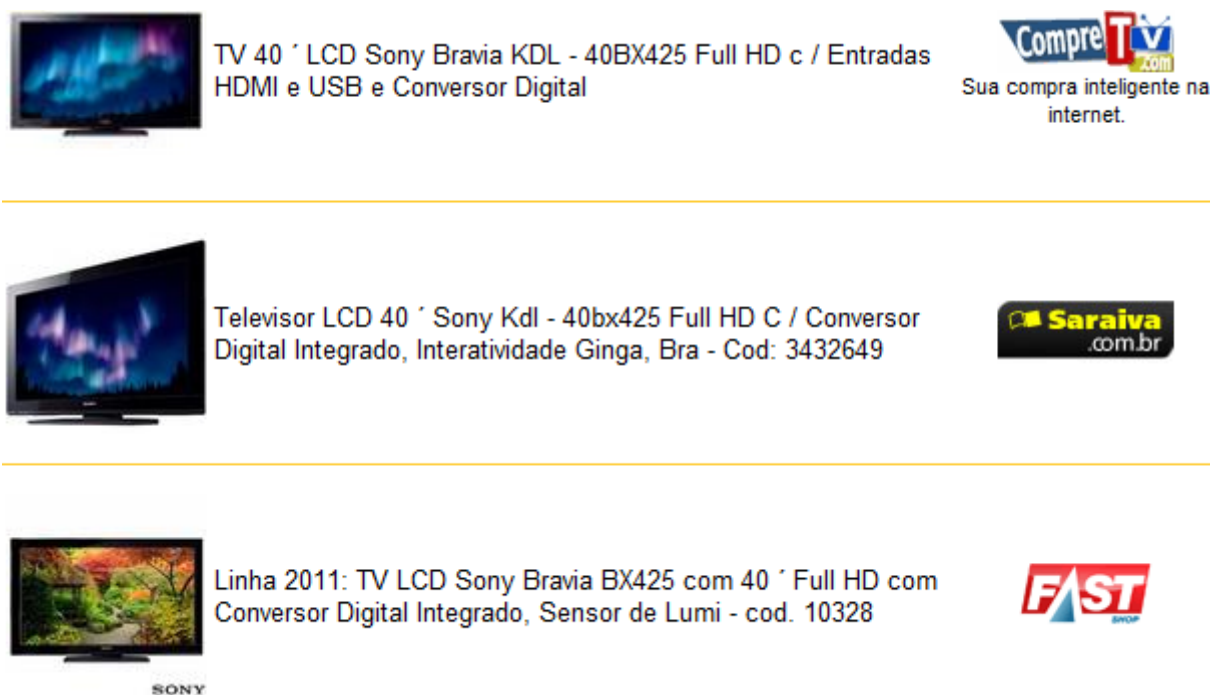 TV 40 ´ LCD Sony Bravia KDL - 40BX425 Full HD c / Entradas
HDMI e USB e Conversor Digital
Compre TV
.com
Sua compra inteligente na
internet.
Televisor LCD 40 ´ Sony Kdl - 40bx425 Full HD C / Conversor
Digital Integrado, Interatividade Ginga, Bra - Cod: 3432649
Saraiva
.com.br
Linha 2011: TV LCD Sony Bravia BX425 com 40 ´ Full HD com
Conversor Digital Integrado, Sensor de Lumi - cod. 10328
FAST
SHOP
SONY